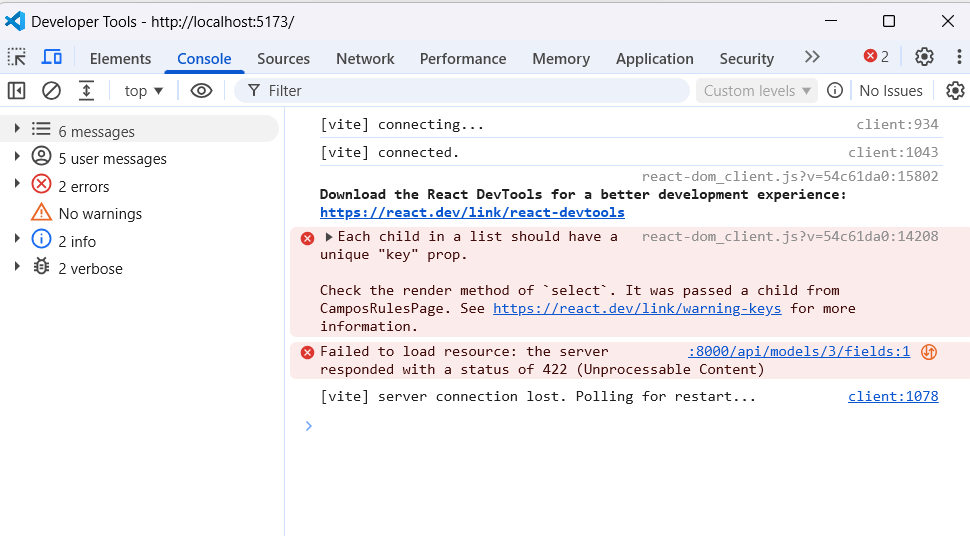 Developer Tools - http://localhost:5173/
Elements Console Sources Network Performance Memory Application Security 2
top Filter Custom levels No Issues
6 messages
5 user messages
2 errors
No warnings
2 info
2 verbose
[vite] connecting... client:934
[vite] connected. client:1043
react-dom_client.js?v=54c61da0:15802
Download the React DevTools for a better development experience:
https://react.dev/link/react-devtools
Each child in a list should have a react-dom_client.js?v=54c61da0:14208
unique "key" prop.
Check the render method of `select`. It was passed a child from
CamposRulesPage. See https://react.dev/link/warning-keys for more
information.
Failed to load resource: the server :8000/api/models/3/fields:1
responded with a status of 422 (Unprocessable Content)
[vite] server connection lost. Polling for restart... client:1078